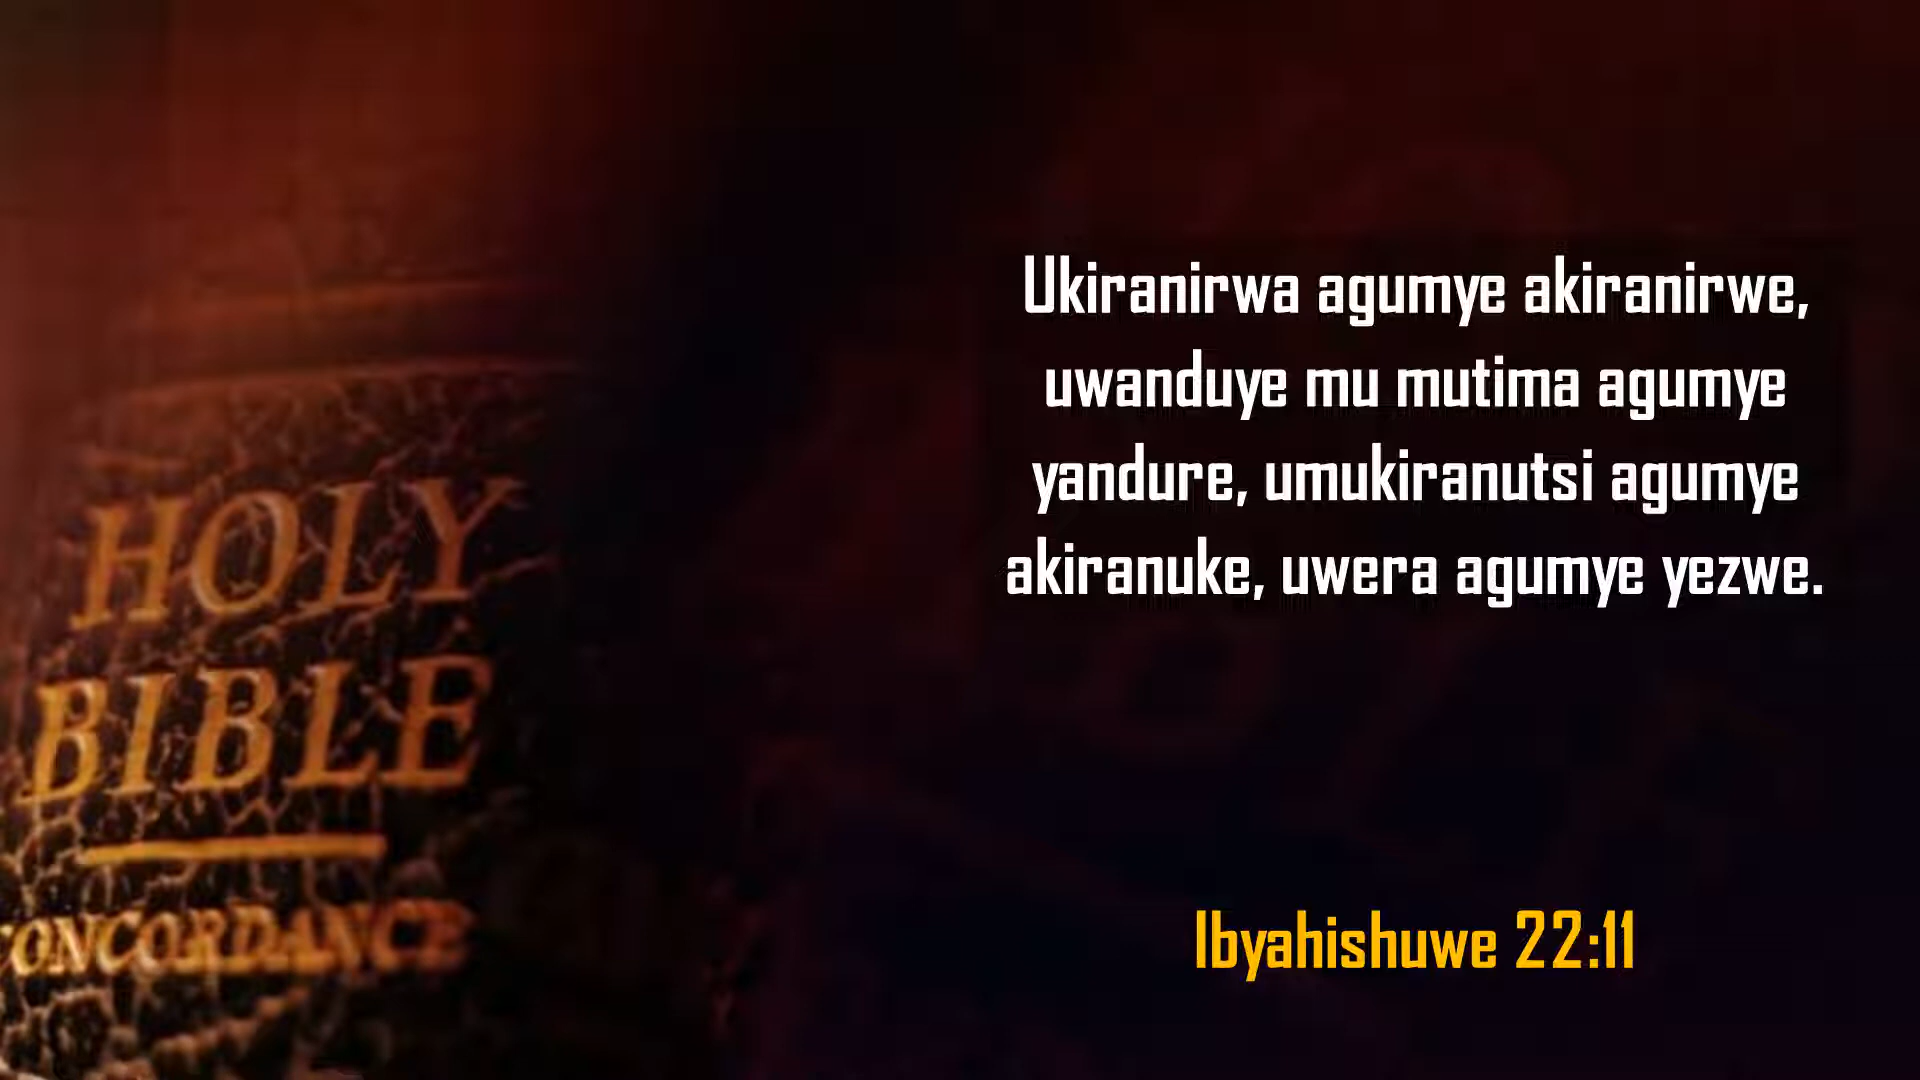 Ukiranirwa agumye akiranirwe,
uwanduye mu mutima agumye
yandure, umukiranutsi agumye
akiranuke, uwera agumye yezwe.
Ibyahishuwe 22:11
HOLY
BIBLE
CONCORDANCE